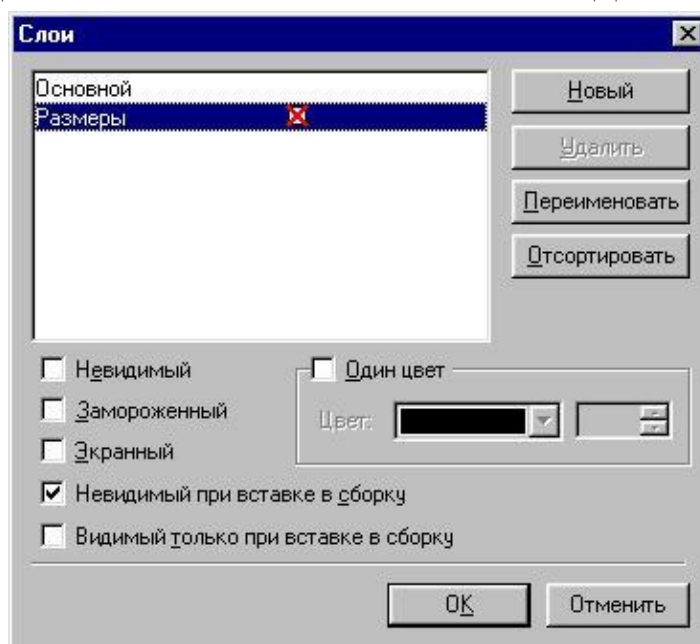 Слои
Основной
Размеры
Новый
Удалить
Переименовать
Отсортировать
Невидимый
Замороженный
Экранный
Один цвет
Цвет:
Невидимый при вставке в сборку
Видимый только при вставке в сборку
OK
Отменить